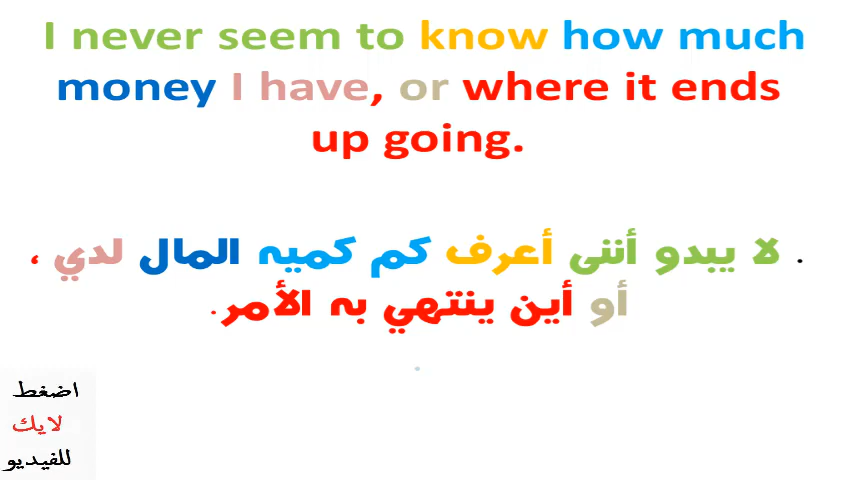 I never seem to know how much
money I have, or where it ends
up going.
. لا يبدو أننى أعرف كم كميه المال لدي ،
أو أين ينتهي به الأمر.
.
اضغط
لايك
للفيديو